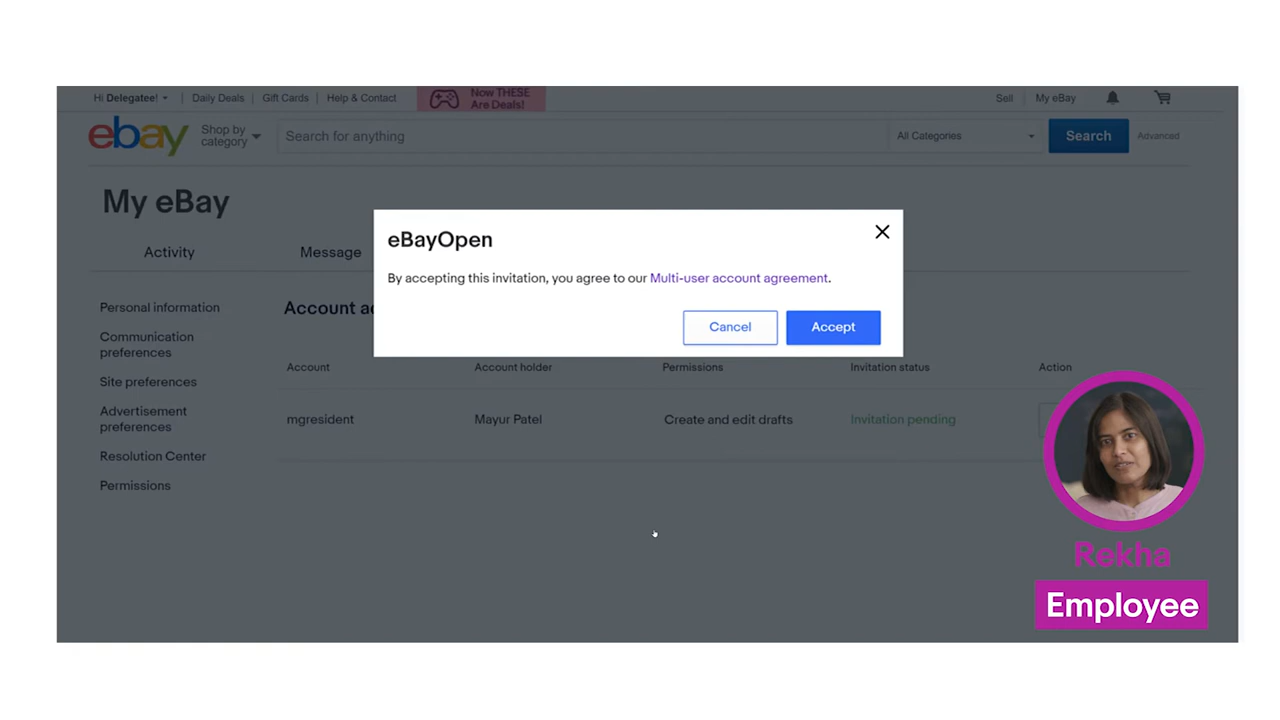 Hi Delegatee!
Daily Deals
Gift Cards
Help & Contact
Now THESE
Are Deals!
Sell
My eBay
ebay
Shop by
category
Search for anything
All Categories
Search
Advanced
My eBay
Activity
Message
eBayOpen
By accepting this invitation, you agree to our Multi-user account agreement.
Cancel
Accept
Personal information
Communication
preferences
Site preferences
Advertisement
preferences
Resolution Center
Permissions
Account
Account
Account holder
Permissions
Invitation status
Action
mgresident
Mayur Patel
Create and edit drafts
Invitation pending
Rekha
Employee